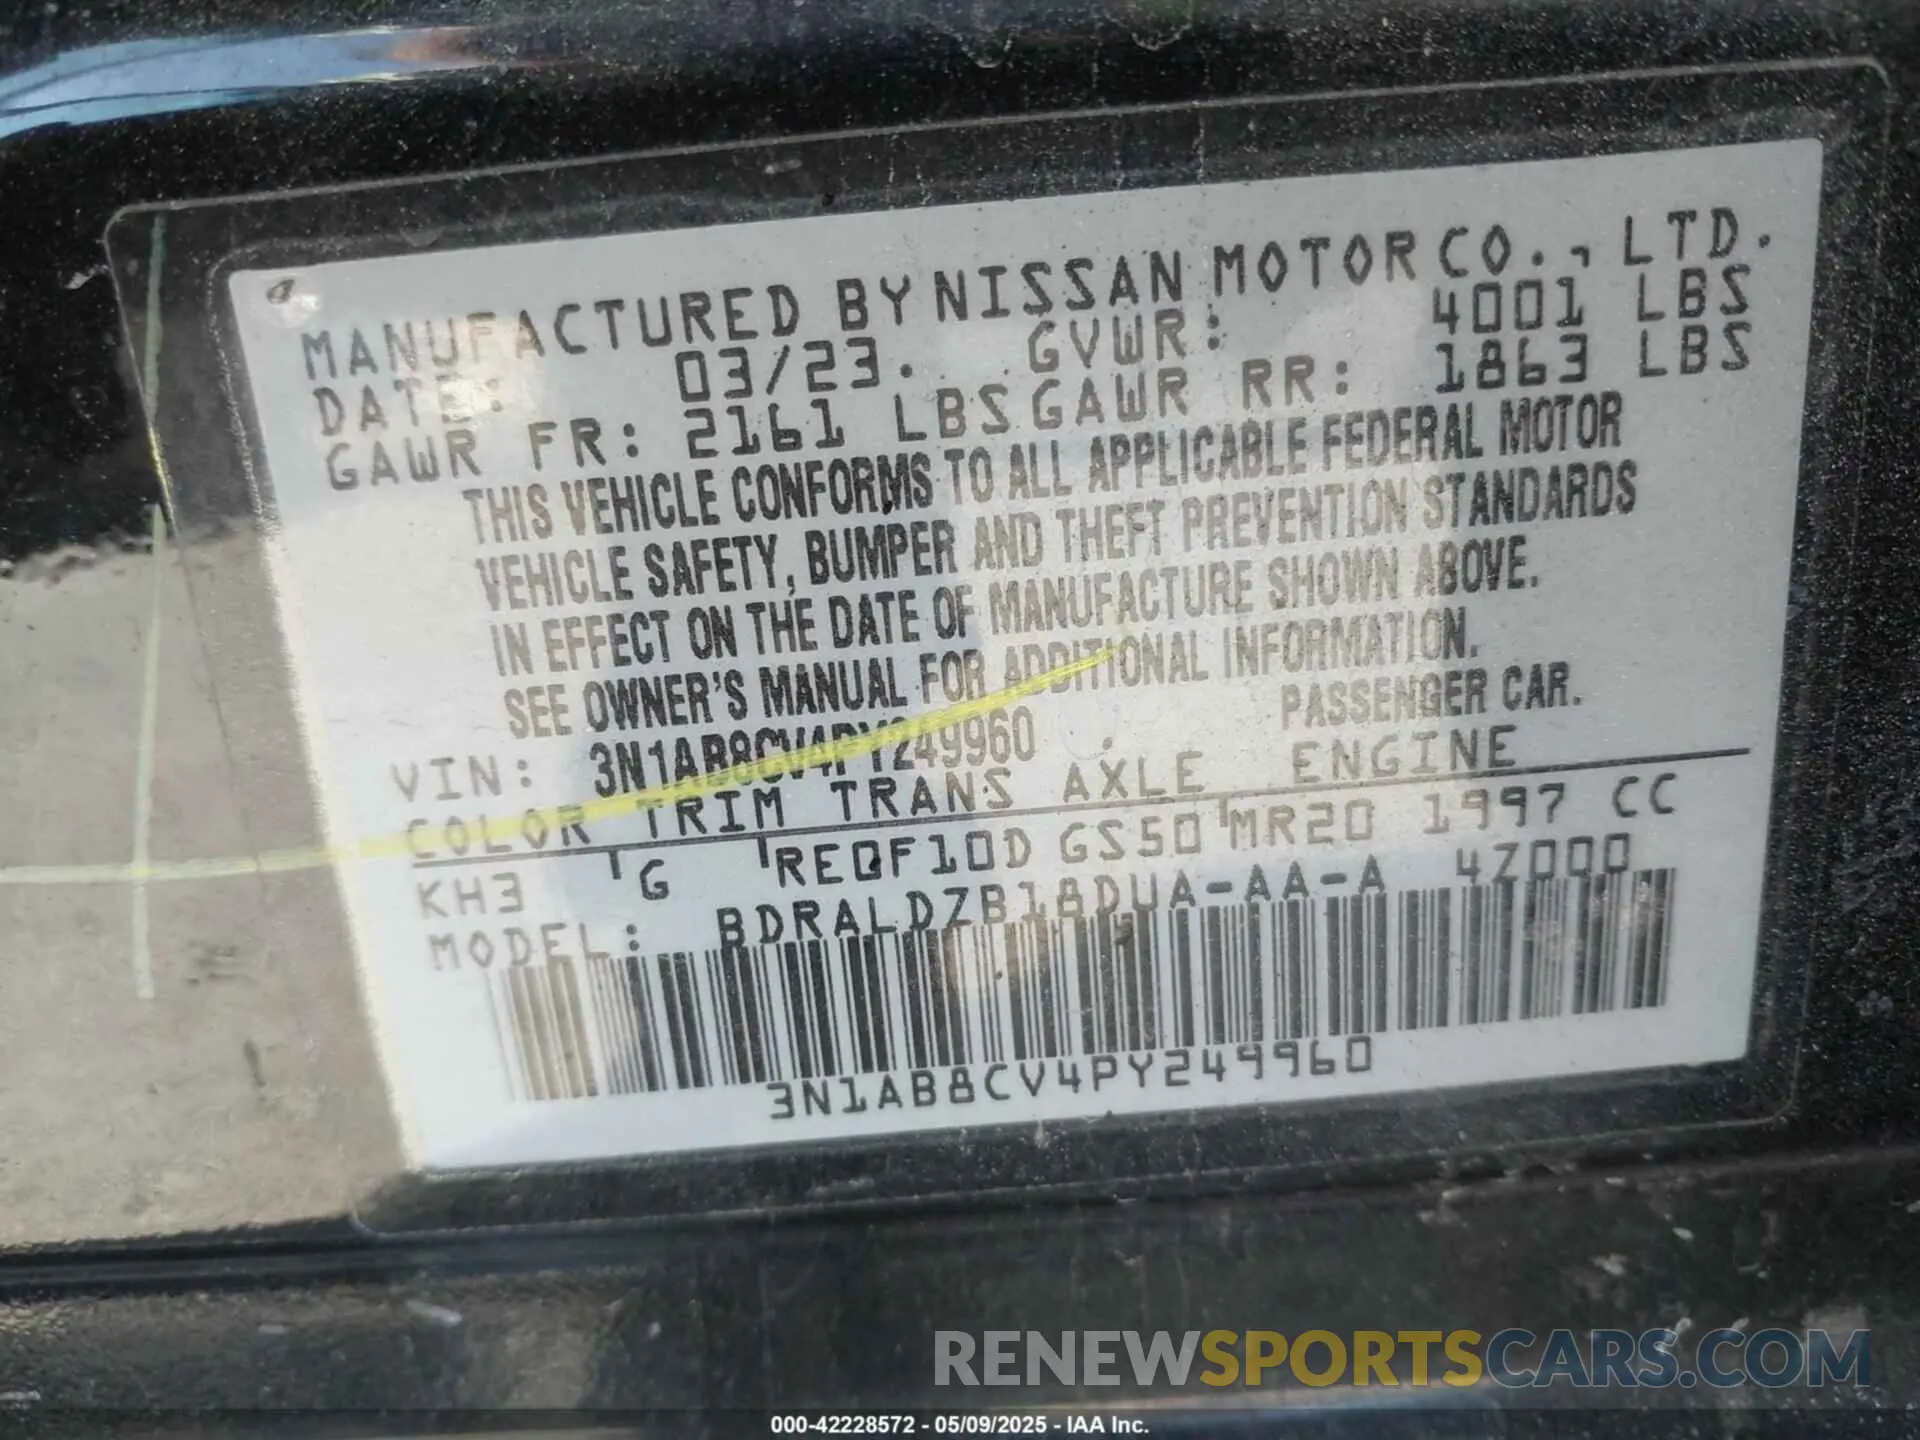 MANUFACTURED BY NISSAN MOTOR CO., LTD.
DATE: 03/23. GVWR: 4001 LBS
GAWR FR: 2161 LBS GAWR RR: 1863 LBS
THIS VEHICLE CONFORMS TO ALL APPLICABLE FEDERAL MOTOR
VEHICLE SAFETY, BUMPER AND THEFT PREVENTION STANDARDS
IN EFFECT ON THE DATE OF MANUFACTURE SHOWN ABOVE.
SEE OWNER'S MANUAL FOR ADDITIONAL INFORMATION.
VIN: 3N1AB8CV4PY249960 PASSENGER CAR.
COLOR TRIM TRANS AXLE ENGINE
KH3 G RE0F10D GS50 MR20 1997 CC
MODEL: BDRALDZB18DUA-AA-A 4Z000
3N1AB8CV4PY249960
RENEWSPORTSCARS.COM
000-42228572 - 05/09/2025 - IAA Inc.